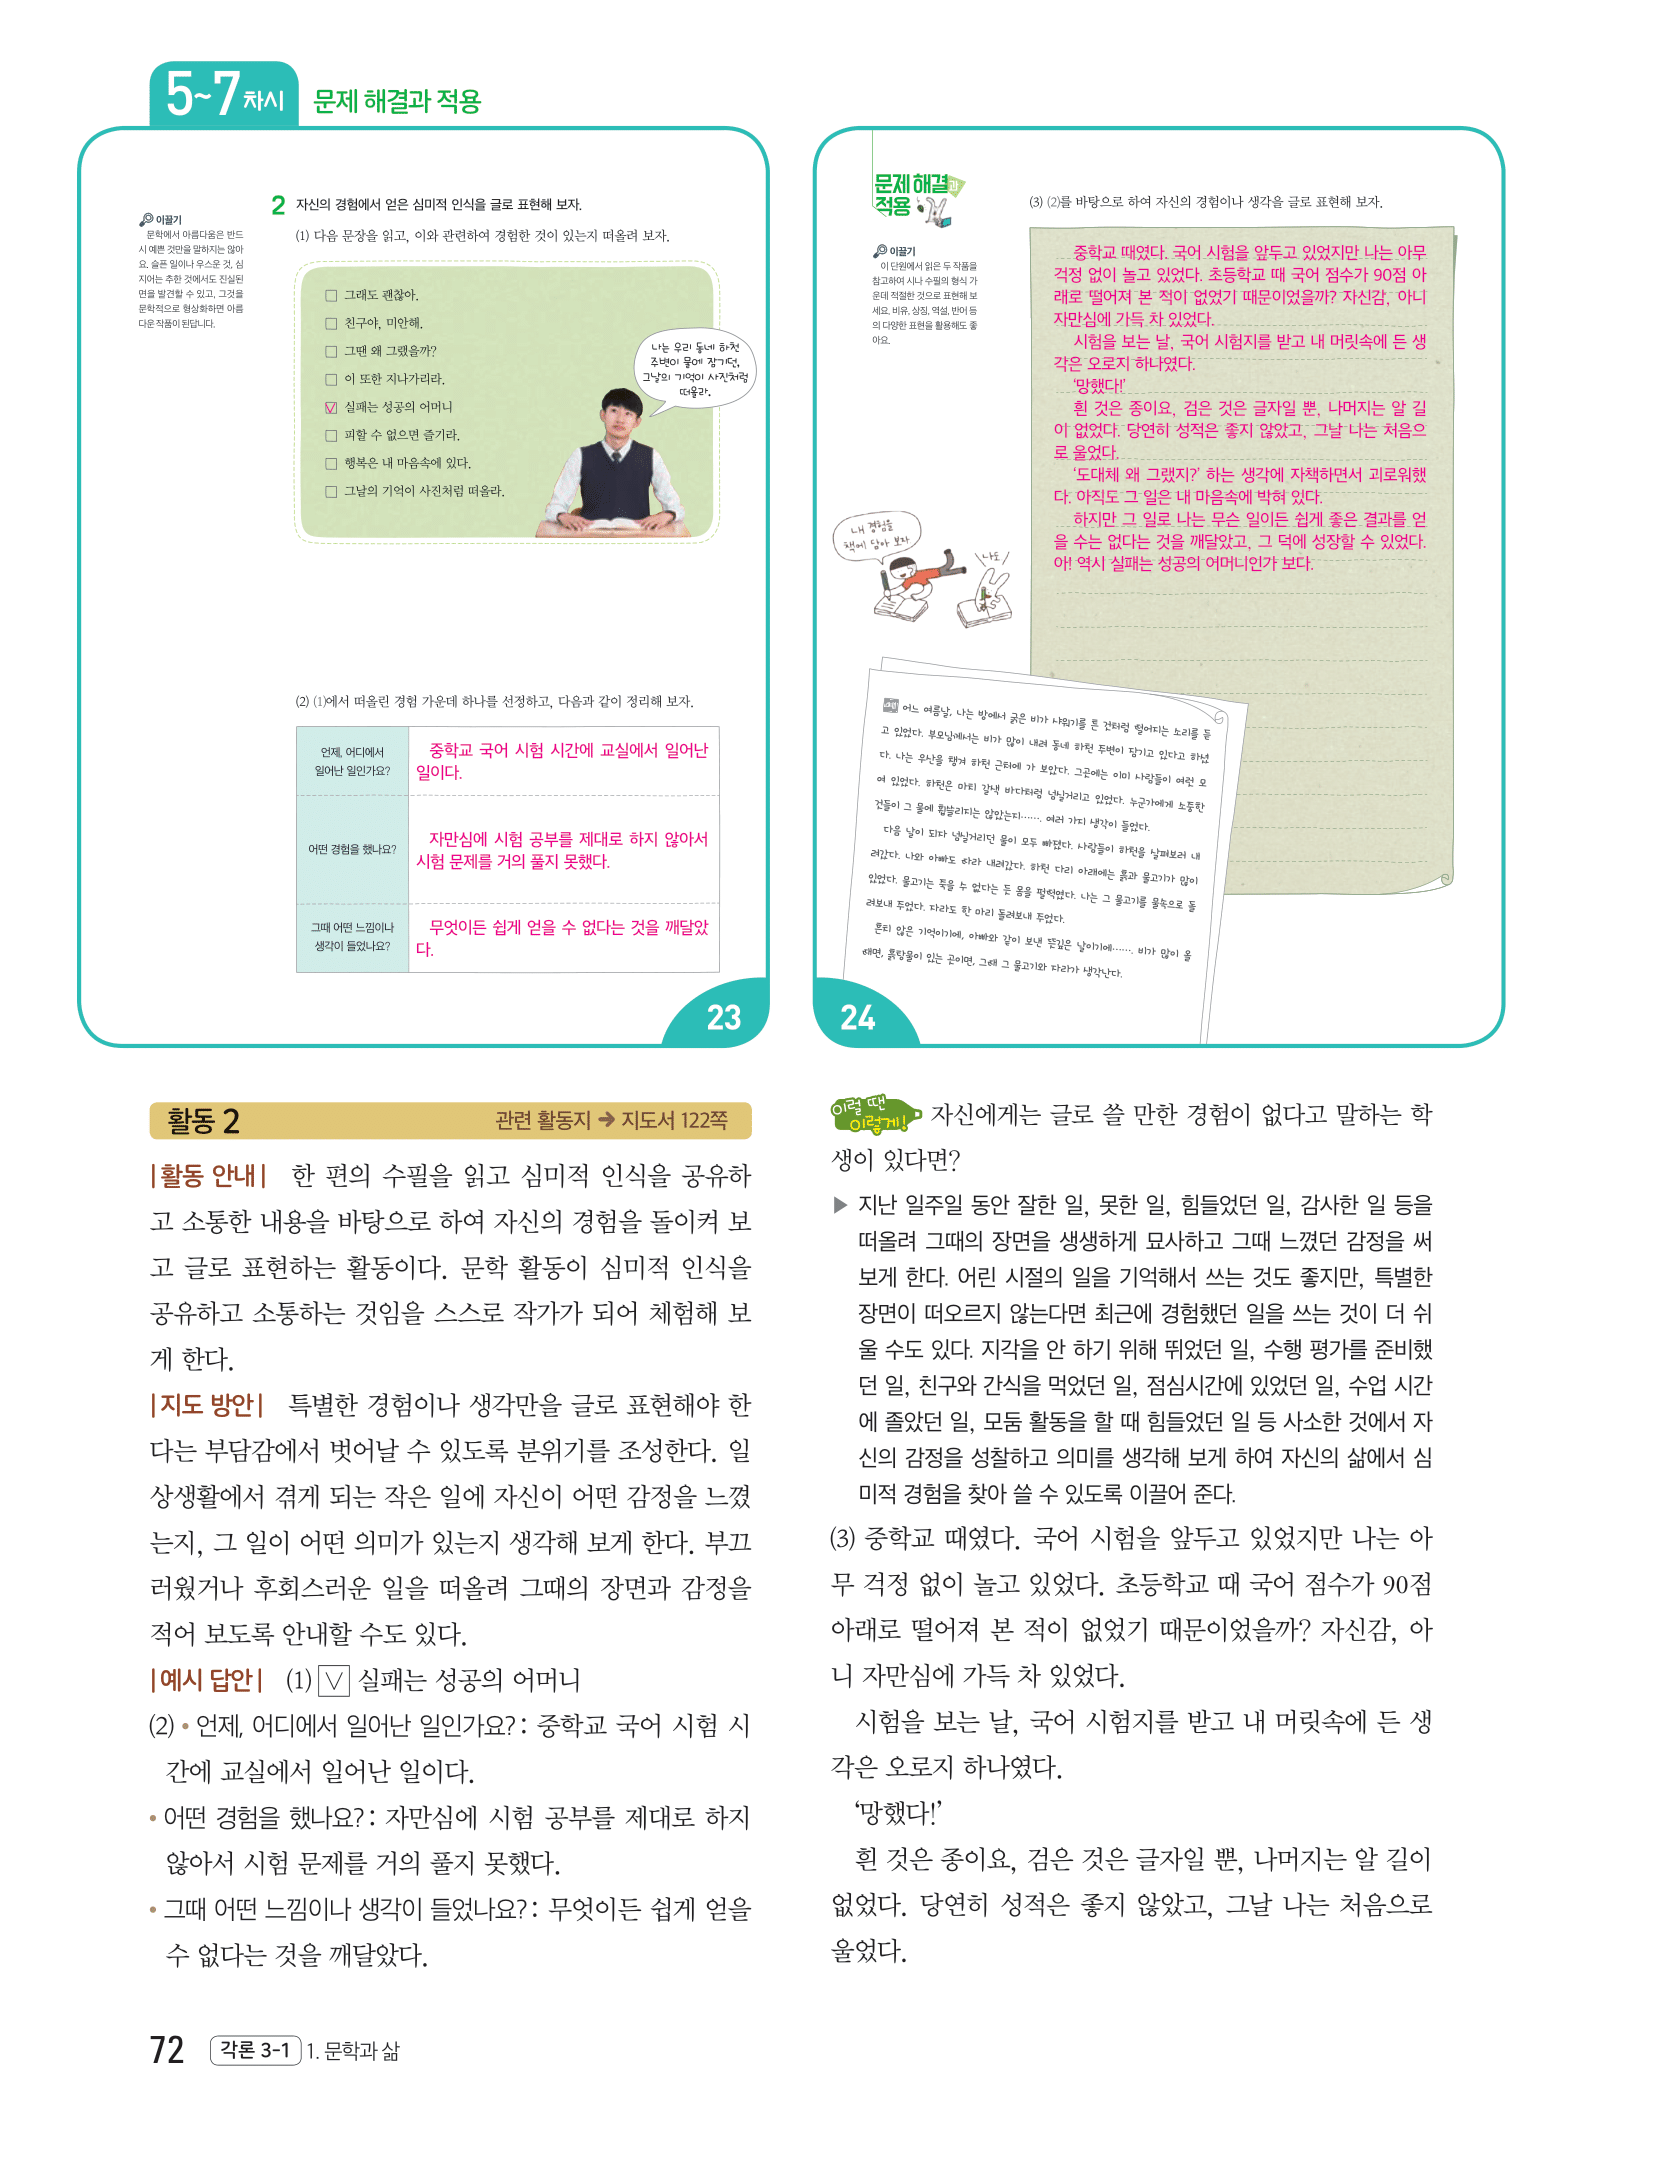 5~7 차시 문제 해결과 적용
이끌기
문학에서 아름다움은 반드
시 예쁜 것만을 말하지는 않아
요. 슬픈 일이나 우스운 것, 심
지어는 추한 것에서도 진실된
면을 발견할 수 있고, 그것을
문학적으로 형상화하면 아름
다운 작품이 된답니다.
2 자신의 경험에서 얻은 심미적 인식을 글로 표현해 보자.
(1) 다음 문장을 읽고, 이와 관련하여 경험한 것이 있는지 떠올려 보자.
□ 그래도 괜찮아.
□ 친구야, 미안해.
□ 그땐 왜 그랬을까?
□ 이 또한 지나가리라.
☑ 실패는 성공의 어머니
□ 피할 수 없으면 즐기라.
□ 행복은 내 마음속에 있다.
□ 그날의 기억이 사진처럼 떠올라.
나는 우리 동네 하천
주변이 물에 잠기던,
그날의 기억이 사진처럼
떠올라.
(2) (1)에서 떠올린 경험 가운데 하나를 선정하고, 다음과 같이 정리해 보자.
언제, 어디에서
일어난 일인가요?
중학교 국어 시험 시간에 교실에서 일어난
일이다.
어떤 경험을 했나요?
자만심에 시험 공부를 제대로 하지 않아서
시험 문제를 거의 풀지 못했다.
그때 어떤 느낌이나
생각이 들었나요?
무엇이든 쉽게 얻을 수 없다는 것을 깨달았
다.
23
문제 해결과
적용
이끌기
이 단원에서 읽은 두 작품을
참고하여 시나 수필의 형식 가
운데 적절한 것으로 표현해 보
세요. 비유, 상징, 역설, 반어 등
의 다양한 표현을 활용해도 좋
아요.
(3) (2)를 바탕으로 하여 자신의 경험이나 생각을 글로 표현해 보자.
중학교 때였다. 국어 시험을 앞두고 있었지만 나는 아무
걱정 없이 놀고 있었다. 초등학교 때 국어 점수가 90점 아
래로 떨어져 본 적이 없었기 때문이었을까? 자신감, 아니
자만심에 가득 차 있었다.
시험을 보는 날, 국어 시험지를 받고 내 머릿속에 든 생
각은 오로지 하나였다.
‘망했다!’
흰 것은 종이요, 검은 것은 글자일 뿐, 나머지는 알 길
이 없었다. 당연히 성적은 좋지 않았고, 그날 나는 처음으
로 울었다.
‘도대체 왜 그랬지?’ 하는 생각에 자책하면서 괴로워했
다. 아직도 그 일은 내 마음속에 박혀 있다.
하지만 그 일로 나는 무슨 일이든 쉽게 좋은 결과를 얻
을 수는 없다는 것을 깨달았고, 그 덕에 성장할 수 있었다.
아! 역시 실패는 성공의 어머니인가 보다.
내 경험을
책에 담아 보자
나도
예시 어느 여름날, 나는 방에서 굵은 비가 샤워기를 튼 것처럼 떨어지는 소리를 듣
고 있었다. 부모님께서는 비가 많이 내려 동네 하천 주변이 잠기고 있다고 하셨
다. 나는 우산을 챙겨 하천 근처에 가 보았다. 그곳에는 이미 사람들이 여럿 모
여 있었다. 하천은 마치 갈색 바다처럼 넘실거리고 있었다. 누군가에게 소중한
것들이 그 물에 휩쓸리지는 않았는지……. 여러 가지 생각이 들었다.
다음 날이 되자 넘실거리던 물이 모두 빠졌다. 사람들이 하천을 살펴보러 내
려갔다. 나와 아빠도 따라 내려갔다. 하천 다리 아래에는 흙과 물고기가 많이
있었다. 물고기는 죽을 수 없다는 듯 몸을 펄떡였다. 나는 그 물고기를 물속으로 돌
려보내 주었다. 자라도 한 마리 돌려보내 주었다.
흔치 않은 기억이기에, 아빠와 같이 보낸 뜻깊은 날이기에……. 비가 많이 올
때면, 흙탕물이 있는 곳이면, 그때 그 물고기와 자라가 생각난다.
24
활동 2 관련 활동지 → 지도서 122쪽
|활동 안내| 한 편의 수필을 읽고 심미적 인식을 공유하
고 소통한 내용을 바탕으로 하여 자신의 경험을 돌이켜 보
고 글로 표현하는 활동이다. 문학 활동이 심미적 인식을
공유하고 소통하는 것임을 스스로 작가가 되어 체험해 보
게 한다.
|지도 방안| 특별한 경험이나 생각만을 글로 표현해야 한
다는 부담감에서 벗어날 수 있도록 분위기를 조성한다. 일
상생활에서 겪게 되는 작은 일에 자신이 어떤 감정을 느꼈
는지, 그 일이 어떤 의미가 있는지 생각해 보게 한다. 부끄
러웠거나 후회스러운 일을 떠올려 그때의 장면과 감정을
적어 보도록 안내할 수도 있다.
|예시 답안| (1) ☑ 실패는 성공의 어머니
(2) • 언제, 어디에서 일어난 일인가요?: 중학교 국어 시험 시
간에 교실에서 일어난 일이다.
• 어떤 경험을 했나요?: 자만심에 시험 공부를 제대로 하지
않아서 시험 문제를 거의 풀지 못했다.
• 그때 어떤 느낌이나 생각이 들었나요?: 무엇이든 쉽게 얻을
수 없다는 것을 깨달았다.
이럴 땐 이렇게! 자신에게는 글로 쓸 만한 경험이 없다고 말하는 학
생이 있다면?
▶ 지난 일주일 동안 잘한 일, 못한 일, 힘들었던 일, 감사한 일 등을
떠올려 그때의 장면을 생생하게 묘사하고 그때 느꼈던 감정을 써
보게 한다. 어린 시절의 일을 기억해서 쓰는 것도 좋지만, 특별한
장면이 떠오르지 않는다면 최근에 경험했던 일을 쓰는 것이 더 쉬
울 수도 있다. 지각을 안 하기 위해 뛰었던 일, 수행 평가를 준비했
던 일, 친구와 간식을 먹었던 일, 점심시간에 있었던 일, 수업 시간
에 졸았던 일, 모둠 활동을 할 때 힘들었던 일 등 사소한 것에서 자
신의 감정을 성찰하고 의미를 생각해 보게 하여 자신의 삶에서 심
미적 경험을 찾아 쓸 수 있도록 이끌어 준다.
(3) 중학교 때였다. 국어 시험을 앞두고 있었지만 나는 아
무 걱정 없이 놀고 있었다. 초등학교 때 국어 점수가 90점
아래로 떨어져 본 적이 없었기 때문이었을까? 자신감, 아
니 자만심에 가득 차 있었다.
시험을 보는 날, 국어 시험지를 받고 내 머릿속에 든 생
각은 오로지 하나였다.
‘망했다!’
흰 것은 종이요, 검은 것은 글자일 뿐, 나머지는 알 길이
없었다. 당연히 성적은 좋지 않았고, 그날 나는 처음으로
울었다.
72 각론 3-1 1. 문학과 삶